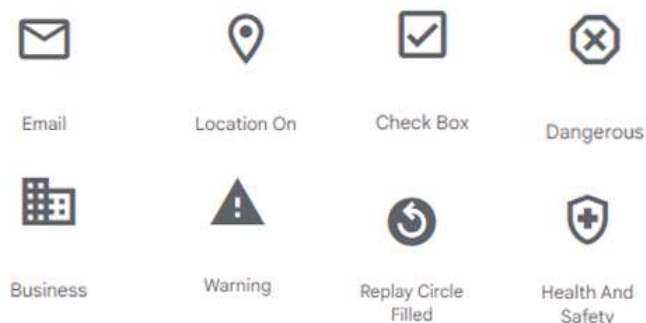 Email
Location On
Check Box
Dangerous
Business
Warning
Replay Circle
Filled
Health And
Safety